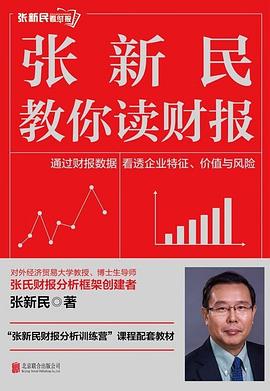 张新民看财报
张新民
教你读财报
通过财报数据 看透企业特征、价值与风险
对外经济贸易大学教授、博士生导师
张氏财报分析框架创建者
张新民◎著
“张新民财报分析训练营”课程配套教材
北京联合出版公司